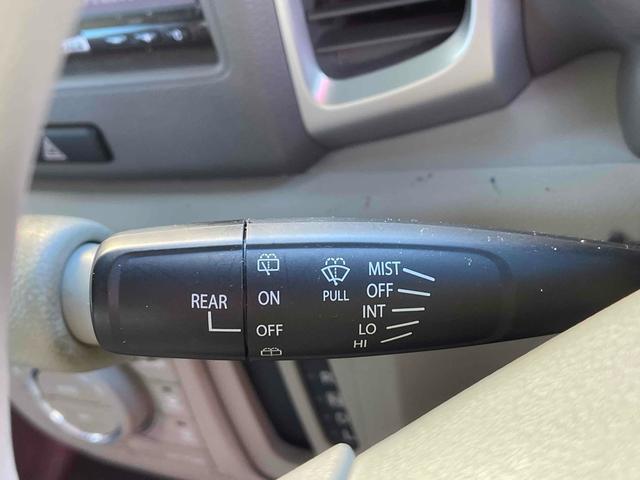 REAR
ON
OFF
PULL
MIST
OFF
INT
LO
HI